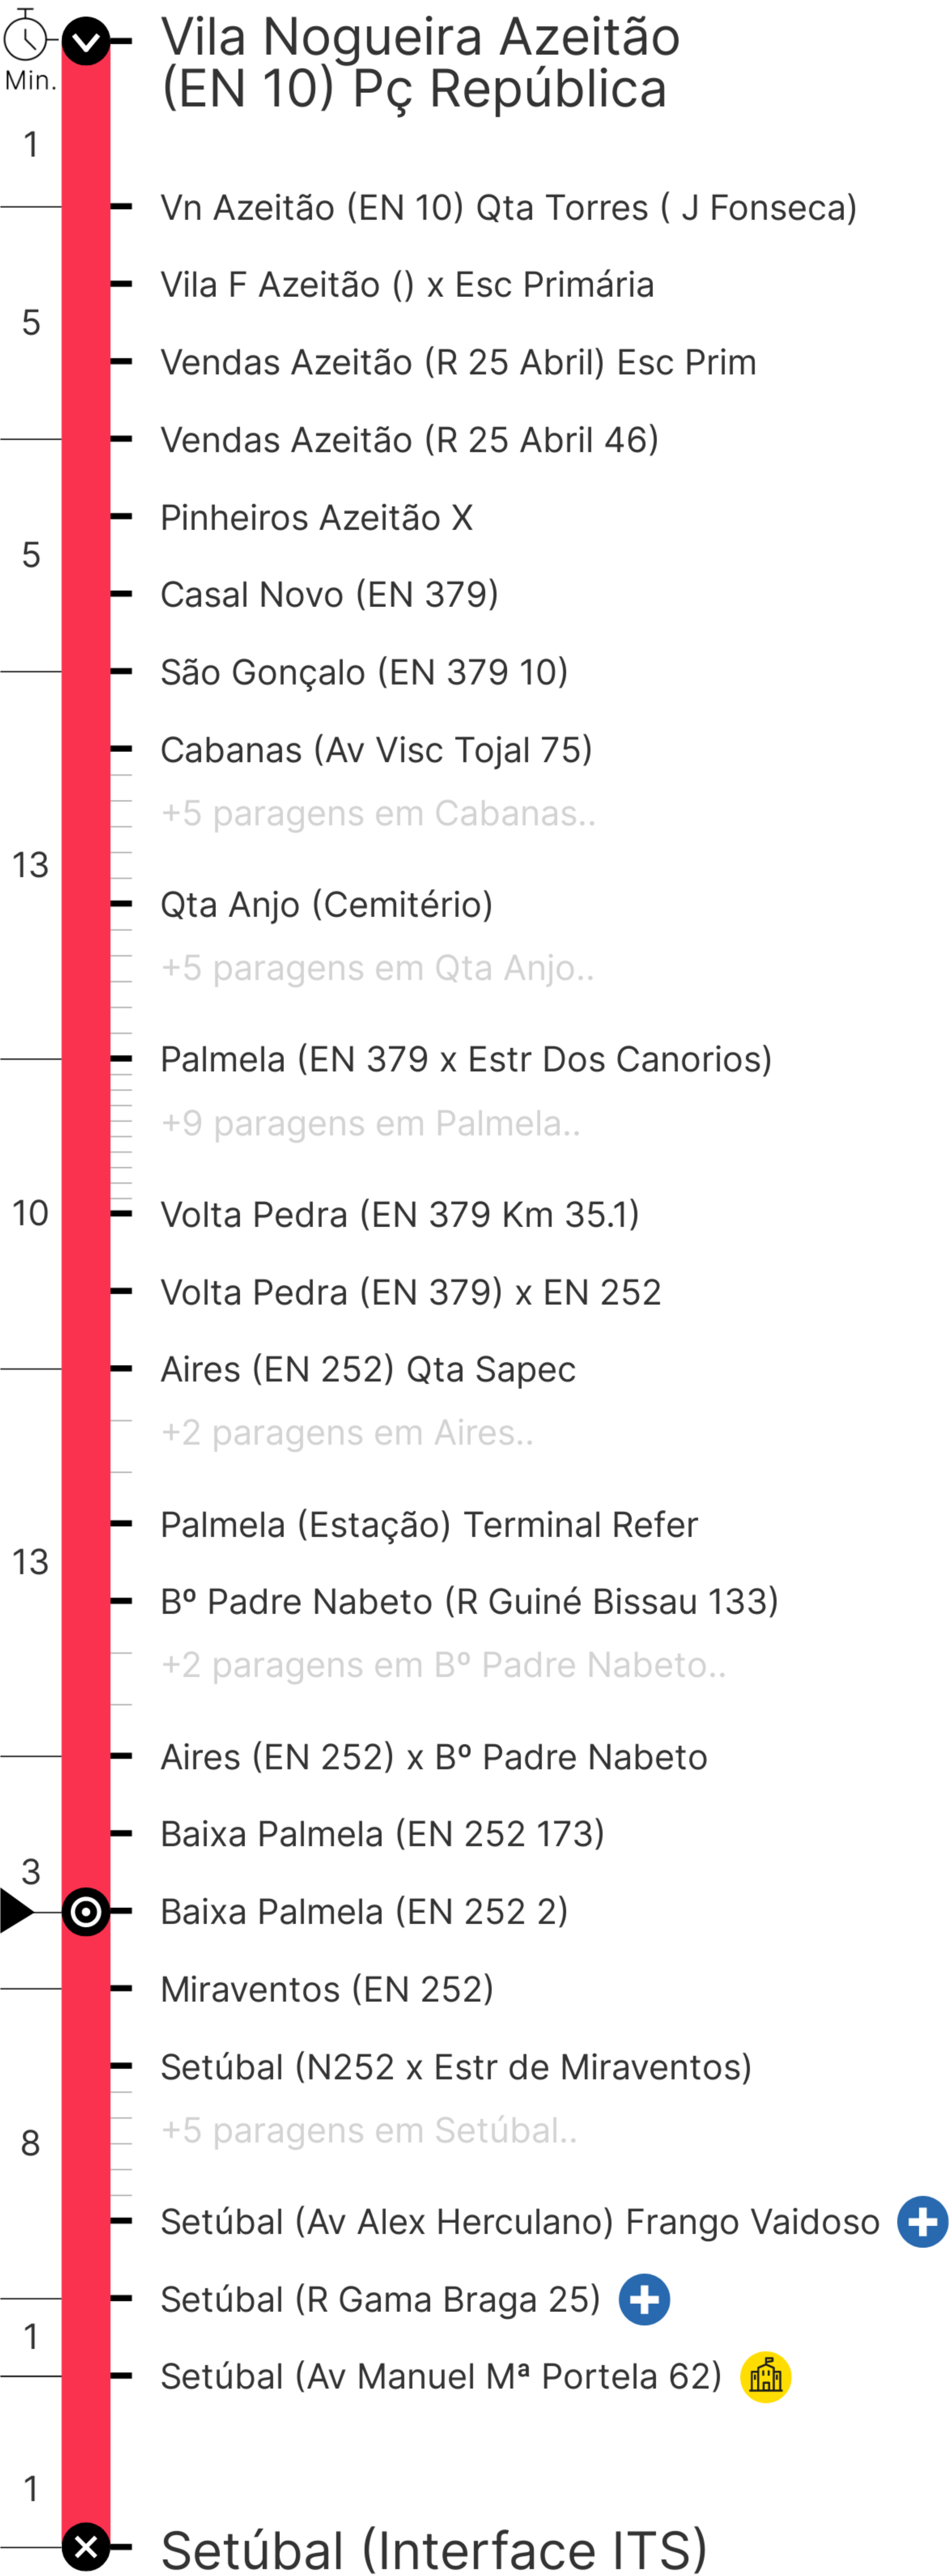 Vila Nogueira Azeitão
(EN 10) Pç República
Min.
1
Vn Azeitão (EN 10) Qta Torres ( J Fonseca)
Vila F Azeitão () x Esc Primária
5
Vendas Azeitão (R 25 Abril) Esc Prim
Vendas Azeitão (R 25 Abril 46)
Pinheiros Azeitão X
5
Casal Novo (EN 379)
São Gonçalo (EN 379 10)
Cabanas (Av Visc Tojal 75)
+5 paragens em Cabanas..
13
Qta Anjo (Cemitério)
+5 paragens em Qta Anjo..
Palmela (EN 379 x Estr Dos Canorios)
+9 paragens em Palmela..
10
Volta Pedra (EN 379 Km 35.1)
Volta Pedra (EN 379) x EN 252
Aires (EN 252) Qta Sapec
+2 paragens em Aires..
Palmela (Estação) Terminal Refer
13
Bº Padre Nabeto (R Guiné Bissau 133)
+2 paragens em Bº Padre Nabeto..
Aires (EN 252) x Bº Padre Nabeto
Baixa Palmela (EN 252 173)
3
Baixa Palmela (EN 252 2)
Miraventos (EN 252)
Setúbal (N252 x Estr de Miraventos)
+5 paragens em Setúbal..
8
Setúbal (Av Alex Herculano) Frango Vaidoso
Setúbal (R Gama Braga 25)
1
Setúbal (Av Manuel Mª Portela 62)
1
Setúbal (Interface ITS)